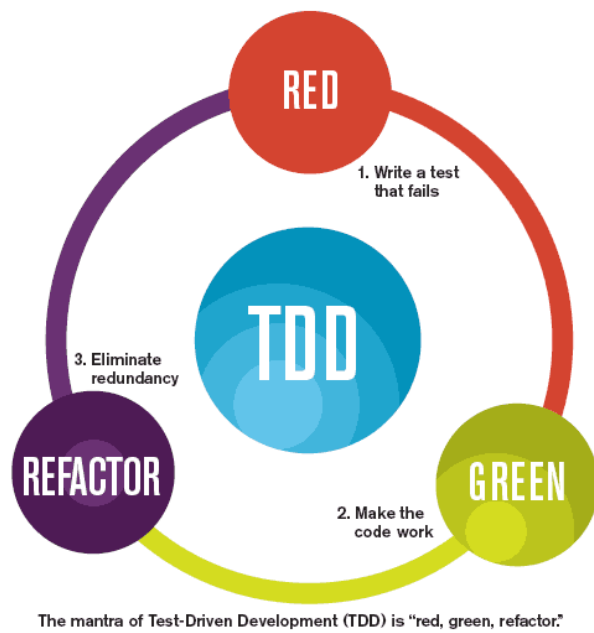 RED
1. Write a test
that fails
TDD
3. Eliminate
redundancy
REFACTOR
GREEN
2. Make the
code work
The mantra of Test-Driven Development (TDD) is “red, green, refactor.”